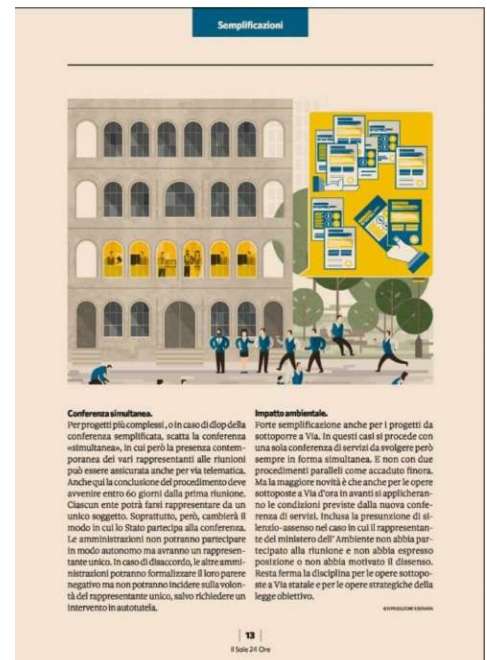 Semplificazioni
Conferenza simultanea.
Per progetti più complessi, o in caso di dlop della
conferenza semplificata, scatta la conferenza
«simultanea», in cui però la presenza contem-
poranea dei vari rappresentanti alle riunioni
può essere assicurata anche per via telematica.
Anche qui la conclusione del procedimento deve
avvenire entro 60 giorni dalla prima riunione.
Ciascun ente potrà farsi rappresentare da un
unico soggetto. Soprattutto, però, cambierà il
modo in cui lo Stato partecipa alla conferenza.
Le amministrazioni non potranno partecipare
in modo autonomo ma avranno un rappresen-
tante unico. In caso di disaccordo, le altre ammi-
nistrazioni potranno formalizzare il loro parere
negativo ma non potranno incidere sulla volon-
tà del rappresentante unico, salvo richiedere un
intervento in autotutela.
Impatto ambientale.
Forte semplificazione anche per i progetti da
sottoporre a Via. In questi casi si procede con
una sola conferenza di servizi da svolgere però
sempre in forma simultanea. E non con due
procedimenti paralleli come accaduto finora.
Ma la maggiore novità è che anche per le opere
sottoposte a Via d'ora in avanti si applicheran-
no le condizioni previste dalla nuova confe-
renza di servizi. Inclusa la presunzione di si-
lenzio-assenso nel caso in cui il rappresentan-
te del ministero dell' Ambiente non abbia par-
tecipato alla riunione e non abbia espresso
posizione o non abbia motivato il dissenso.
Resta ferma la disciplina per le opere sottopo-
ste a Via statale e per le opere strategiche della
legge obiettivo.
© RIPRODUZIONE RISERVATA
13
Il Sole 24 Ore